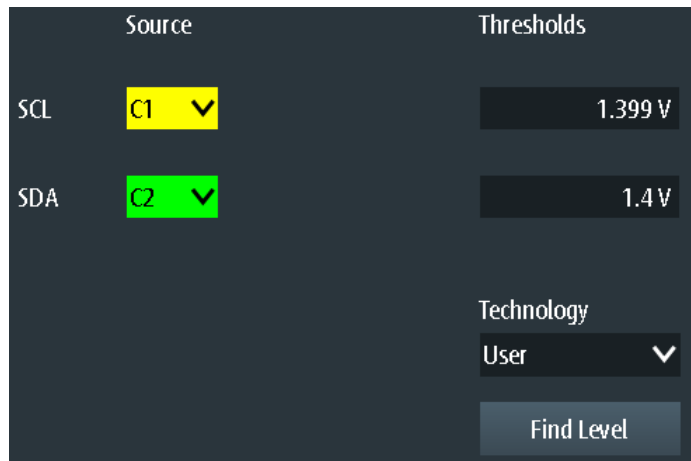 Source Thresholds
SCL C1 1.399 V
SDA C2 1.4 V
Technology
User
Find Level